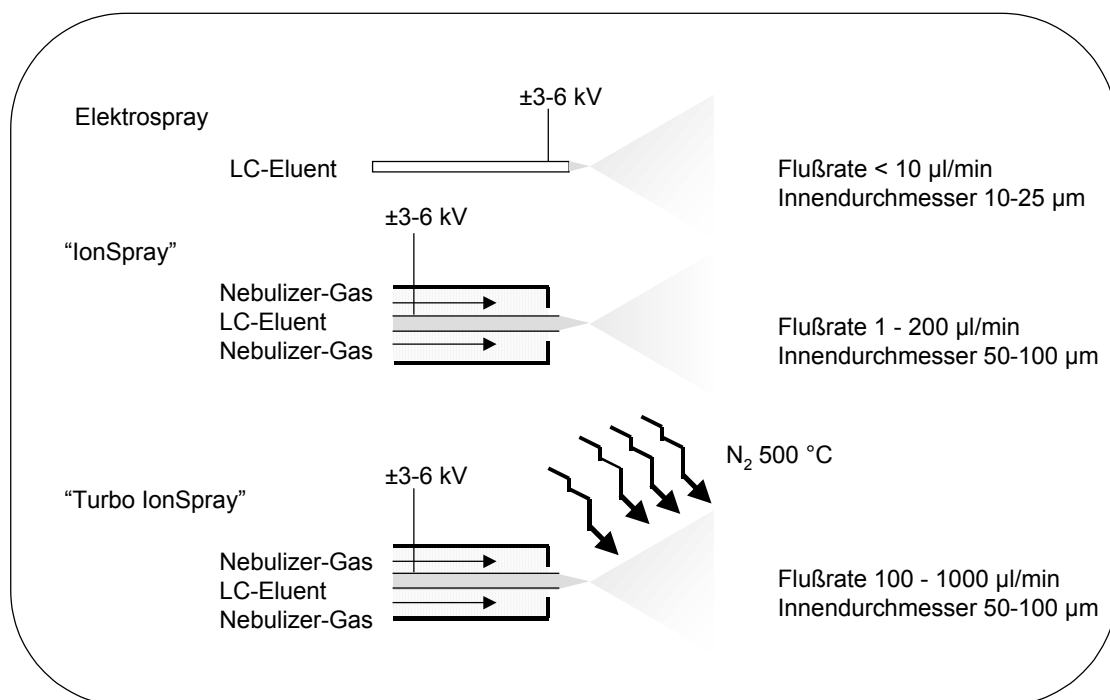 ±3-6 kV
Elektrospray
LC-Eluent
Flußrate < 10 µl/min
Innendurchmesser 10-25 µm
±3-6 kV
“IonSpray”
Nebulizer-Gas
LC-Eluent
Nebulizer-Gas
Flußrate 1 - 200 µl/min
Innendurchmesser 50-100 µm
N₂ 500 °C
±3-6 kV
“Turbo IonSpray”
Nebulizer-Gas
LC-Eluent
Nebulizer-Gas
Flußrate 100 - 1000 µl/min
Innendurchmesser 50-100 µm